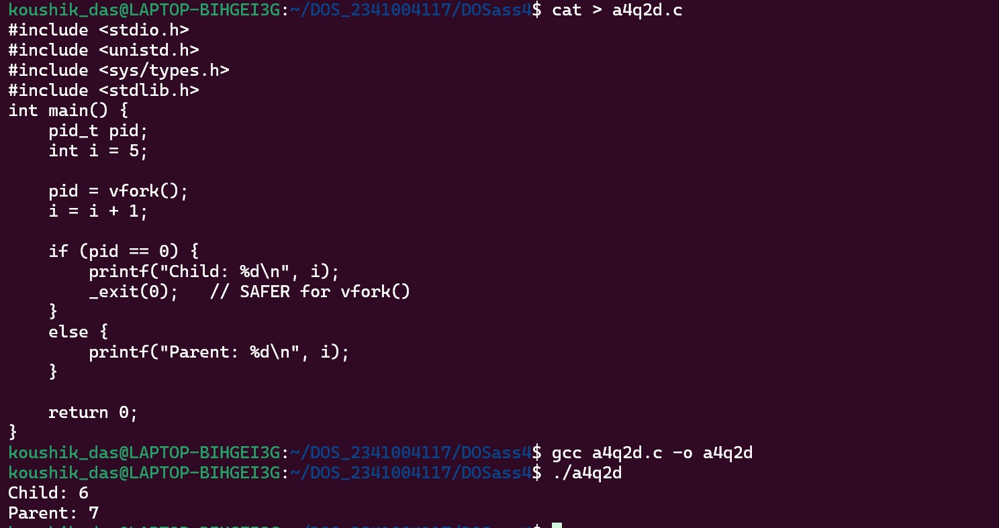 koushik_das@LAPTOP-BIHGEI3G:~/DOS_2341004117/DOSass4$ cat > a4q2d.c
#include <stdio.h>
#include <unistd.h>
#include <sys/types.h>
#include <stdlib.h>
int main() {
    pid_t pid;
    int i = 5;

    pid = vfork();
    i = i + 1;

    if (pid == 0) {
        printf("Child: %d\n", i);
        _exit(0);   // SAFER for vfork()
    }
    else {
        printf("Parent: %d\n", i);
    }

    return 0;
}
koushik_das@LAPTOP-BIHGEI3G:~/DOS_2341004117/DOSass4$ gcc a4q2d.c -o a4q2d
koushik_das@LAPTOP-BIHGEI3G:~/DOS_2341004117/DOSass4$ ./a4q2d
Child: 6
Parent: 7